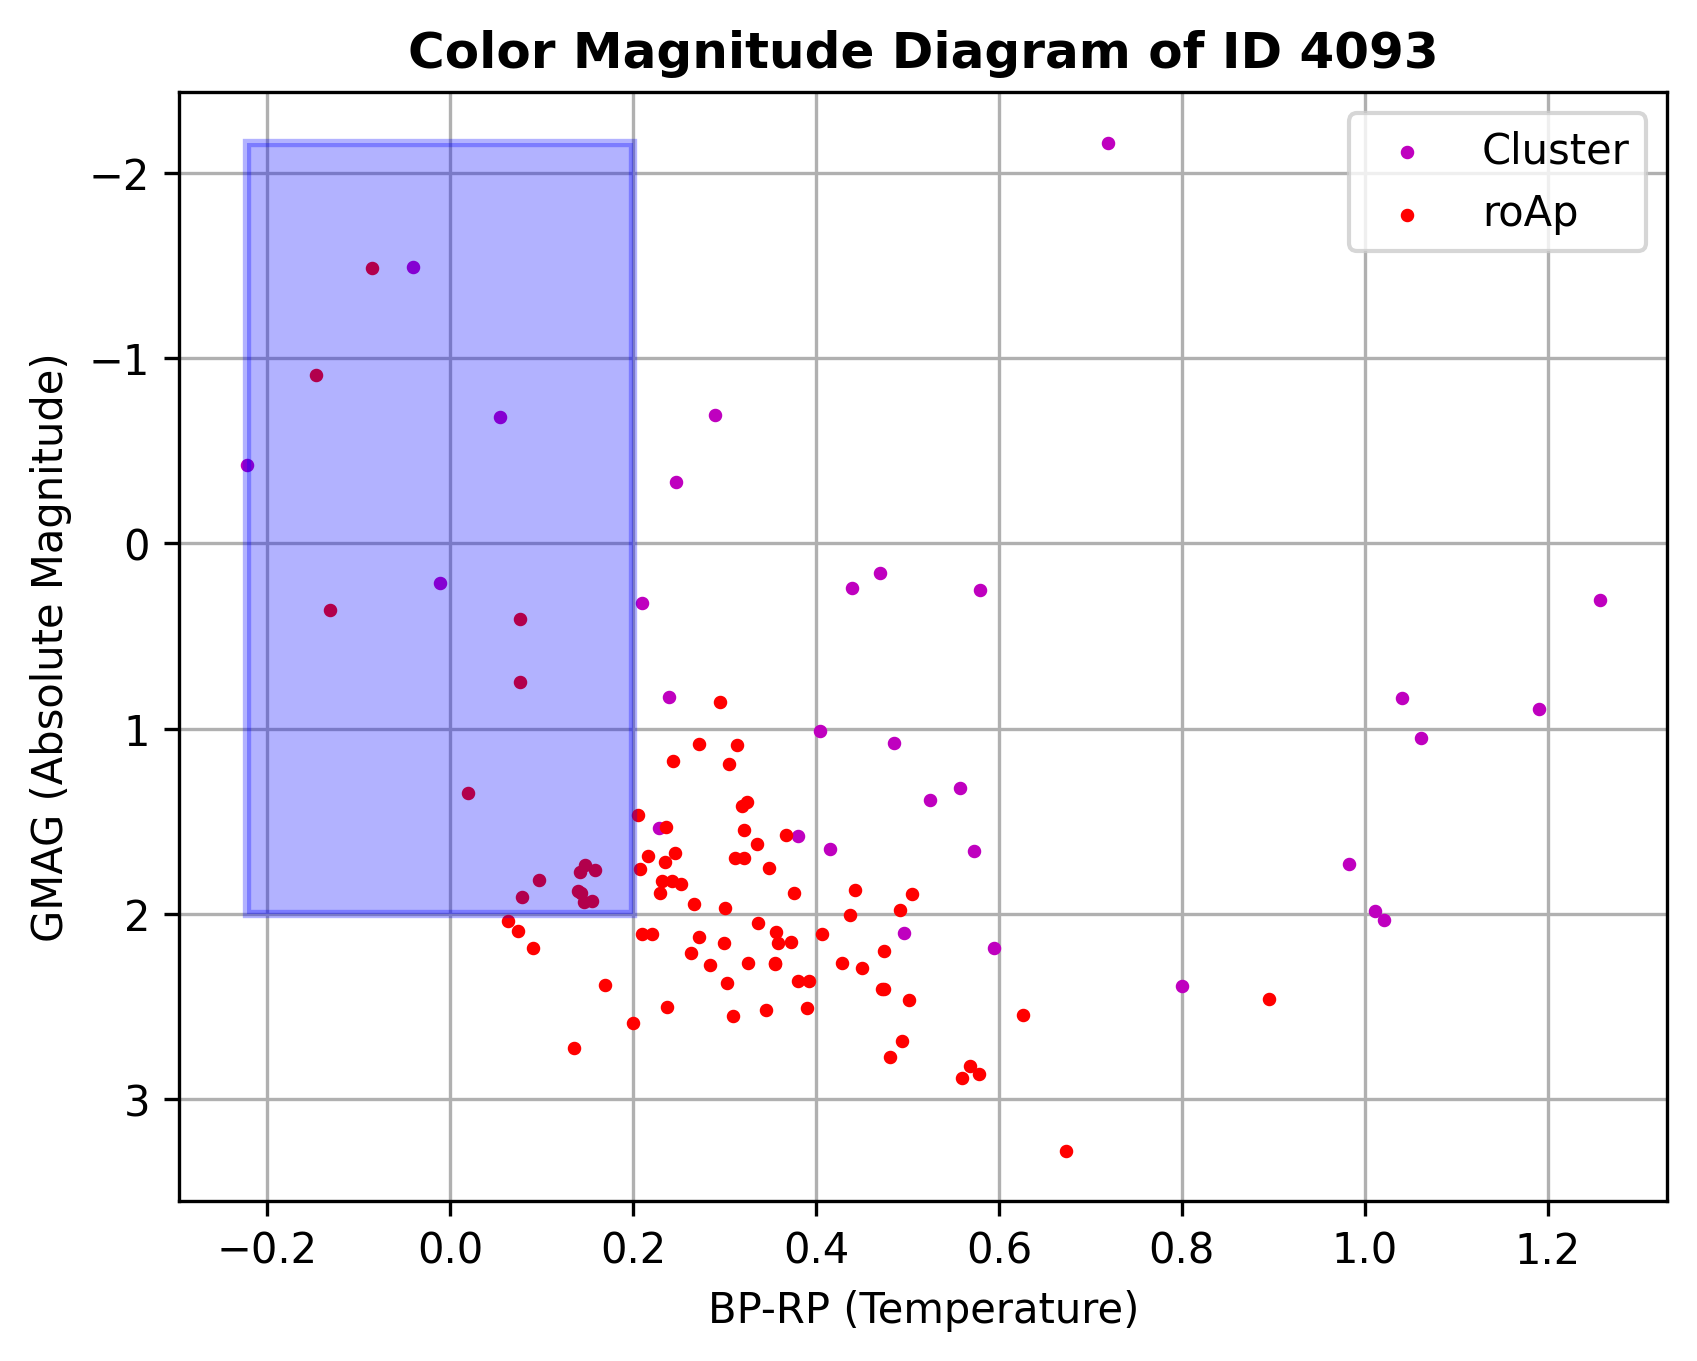 Color Magnitude Diagram of ID 4093
Cluster
roAp
−2
−1
0
1
2
3
GMAG (Absolute Magnitude)
−0.2 0.0 0.2 0.4 0.6 0.8 1.0 1.2
BP-RP (Temperature)